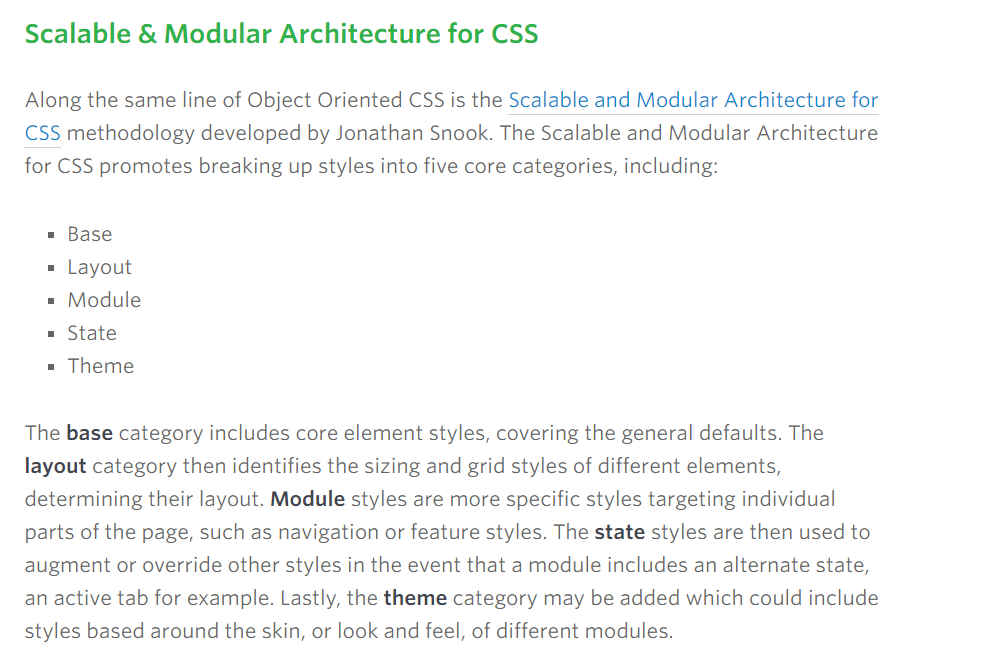 Scalable & Modular Architecture for CSS
Along the same line of Object Oriented CSS is the Scalable and Modular Architecture for
CSS methodology developed by Jonathan Snook. The Scalable and Modular Architecture
for CSS promotes breaking up styles into five core categories, including:
▪ Base
▪ Layout
▪ Module
▪ State
▪ Theme
The base category includes core element styles, covering the general defaults. The
layout category then identifies the sizing and grid styles of different elements,
determining their layout. Module styles are more specific styles targeting individual
parts of the page, such as navigation or feature styles. The state styles are then used to
augment or override other styles in the event that a module includes an alternate state,
an active tab for example. Lastly, the theme category may be added which could include
styles based around the skin, or look and feel, of different modules.